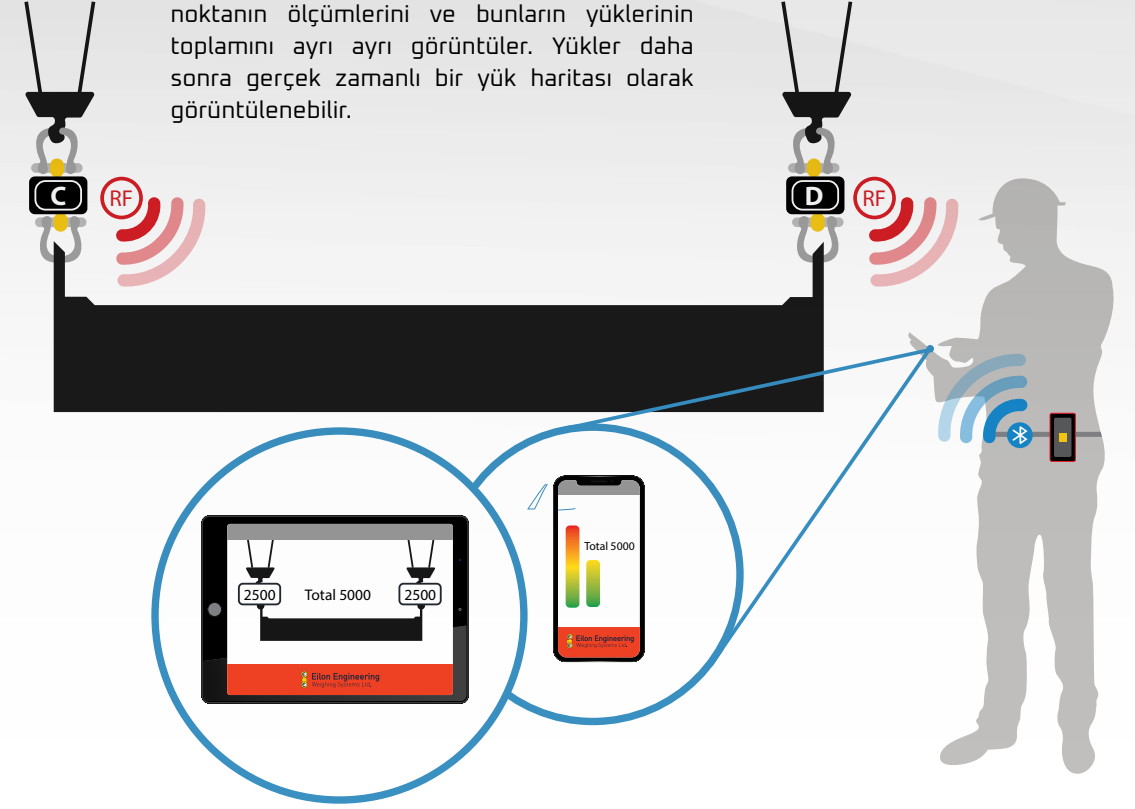 noktanın ölçümlerini ve bunların yüklerinin
toplamını ayrı ayrı görüntüler. Yükler daha
sonra gerçek zamanlı bir yük haritası olarak
görüntülenebilir.
C
RF
D
RF
Total 5000
2500
Total 5000
2500
Eilon Engineering
Weighing Systems Ltd.
Eilon Engineering
Weighing Systems Ltd.